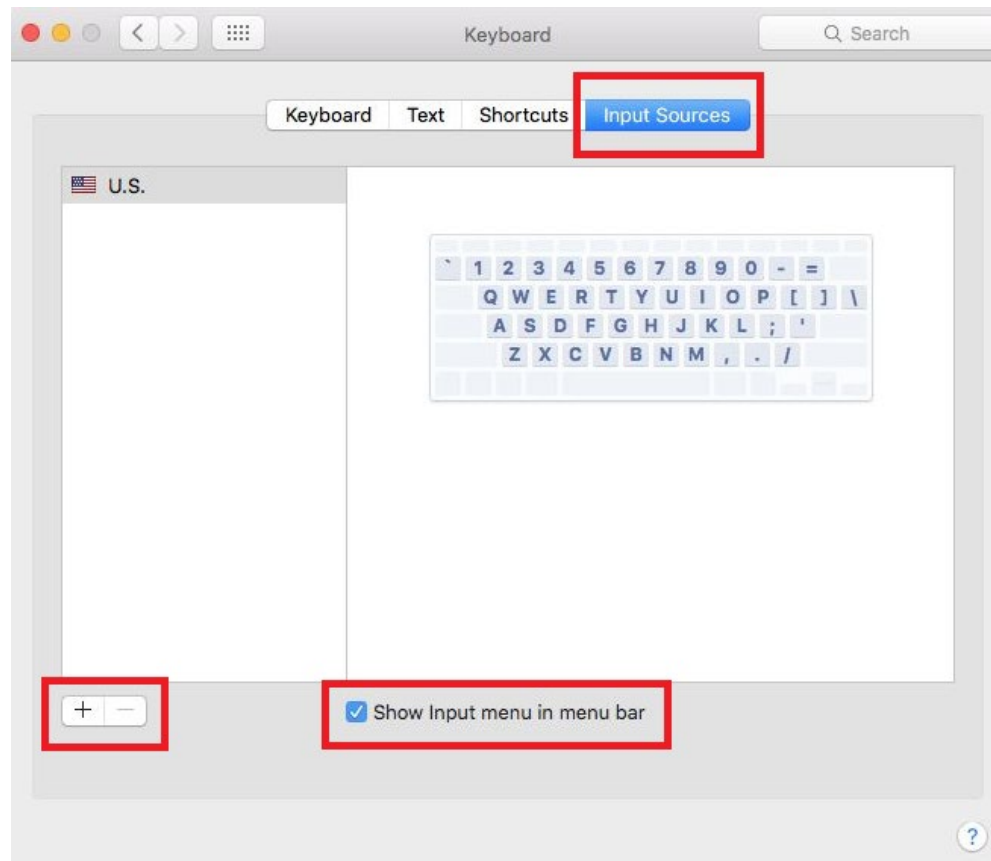 Keyboard
Search
Keyboard Text Shortcuts Input Sources
U.S.
` 1 2 3 4 5 6 7 8 9 0 - =
Q W E R T Y U I O P [ ] \
A S D F G H J K L ; '
Z X C V B N M , . /
+ −
Show Input menu in menu bar
?